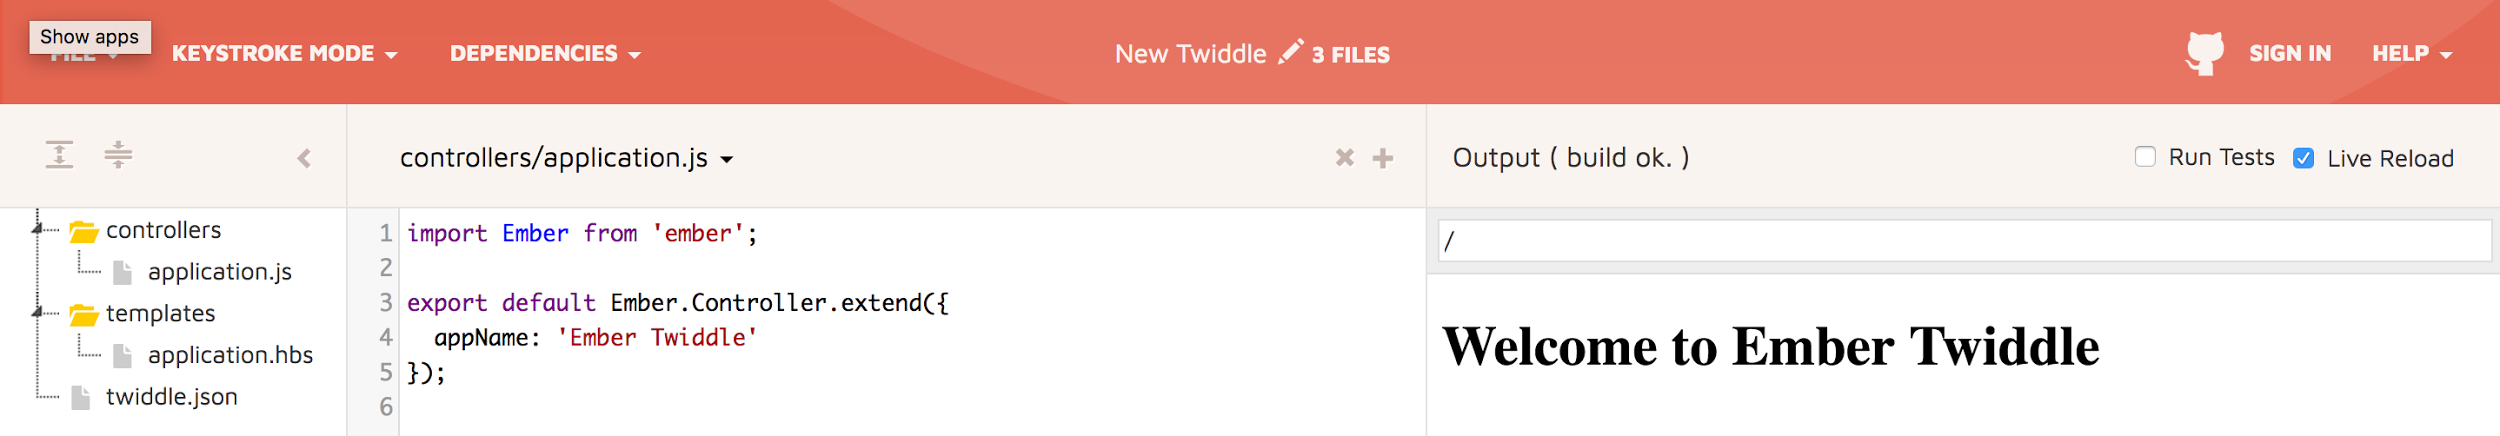 Show apps
FILE
KEYSTROKE MODE
DEPENDENCIES
New Twiddle
3 FILES
SIGN IN
HELP
controllers/application.js
Output ( build ok. )
Run Tests
Live Reload
controllers
application.js
templates
application.hbs
twiddle.json
1 import Ember from 'ember';
2
3 export default Ember.Controller.extend({
4   appName: 'Ember Twiddle'
5 });
6
/
Welcome to Ember Twiddle